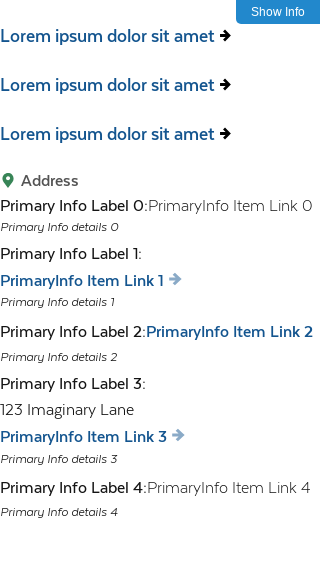 Show Info
Lorem ipsum dolor sit amet
Lorem ipsum dolor sit amet
Lorem ipsum dolor sit amet
Address
Primary Info Label 0:PrimaryInfo Item Link 0
Primary Info details 0
Primary Info Label 1:
PrimaryInfo Item Link 1
Primary Info details 1
Primary Info Label 2:PrimaryInfo Item Link 2
Primary Info details 2
Primary Info Label 3:
123 Imaginary Lane
PrimaryInfo Item Link 3
Primary Info details 3
Primary Info Label 4:PrimaryInfo Item Link 4
Primary Info details 4